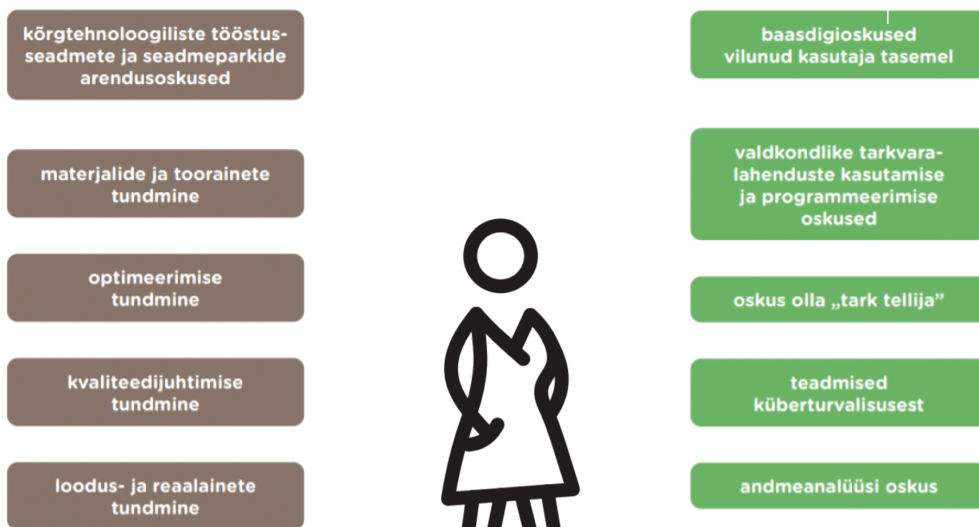 kõrgtehnoloogiliste tööstus-
seadmete ja seadmeparkide
arendusoskused
materjalide ja toorainete
tundmine
optimeerimise
tundmine
kvaliteedijuhtimise
tundmine
loodus- ja reaalainete
tundmine
baasdigioskused
vilunud kasutaja tasemel
valdkondlike tarkvara-
lahenduste kasutamise
ja programmeerimise
oskused
oskus olla „tark tellija”
teadmised
küberturvalisusest
andmeanalüüsi oskus